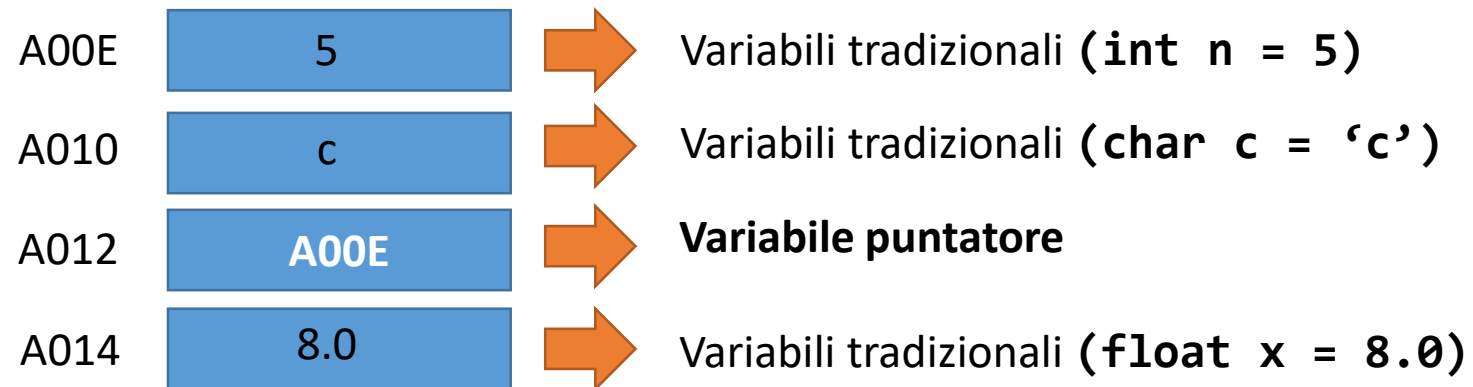 A00E 5 Variabili tradizionali (int n = 5)
A010 c Variabili tradizionali (char c = ‘c’)
A012 A00E Variabile puntatore
A014 8.0 Variabili tradizionali (float x = 8.0)